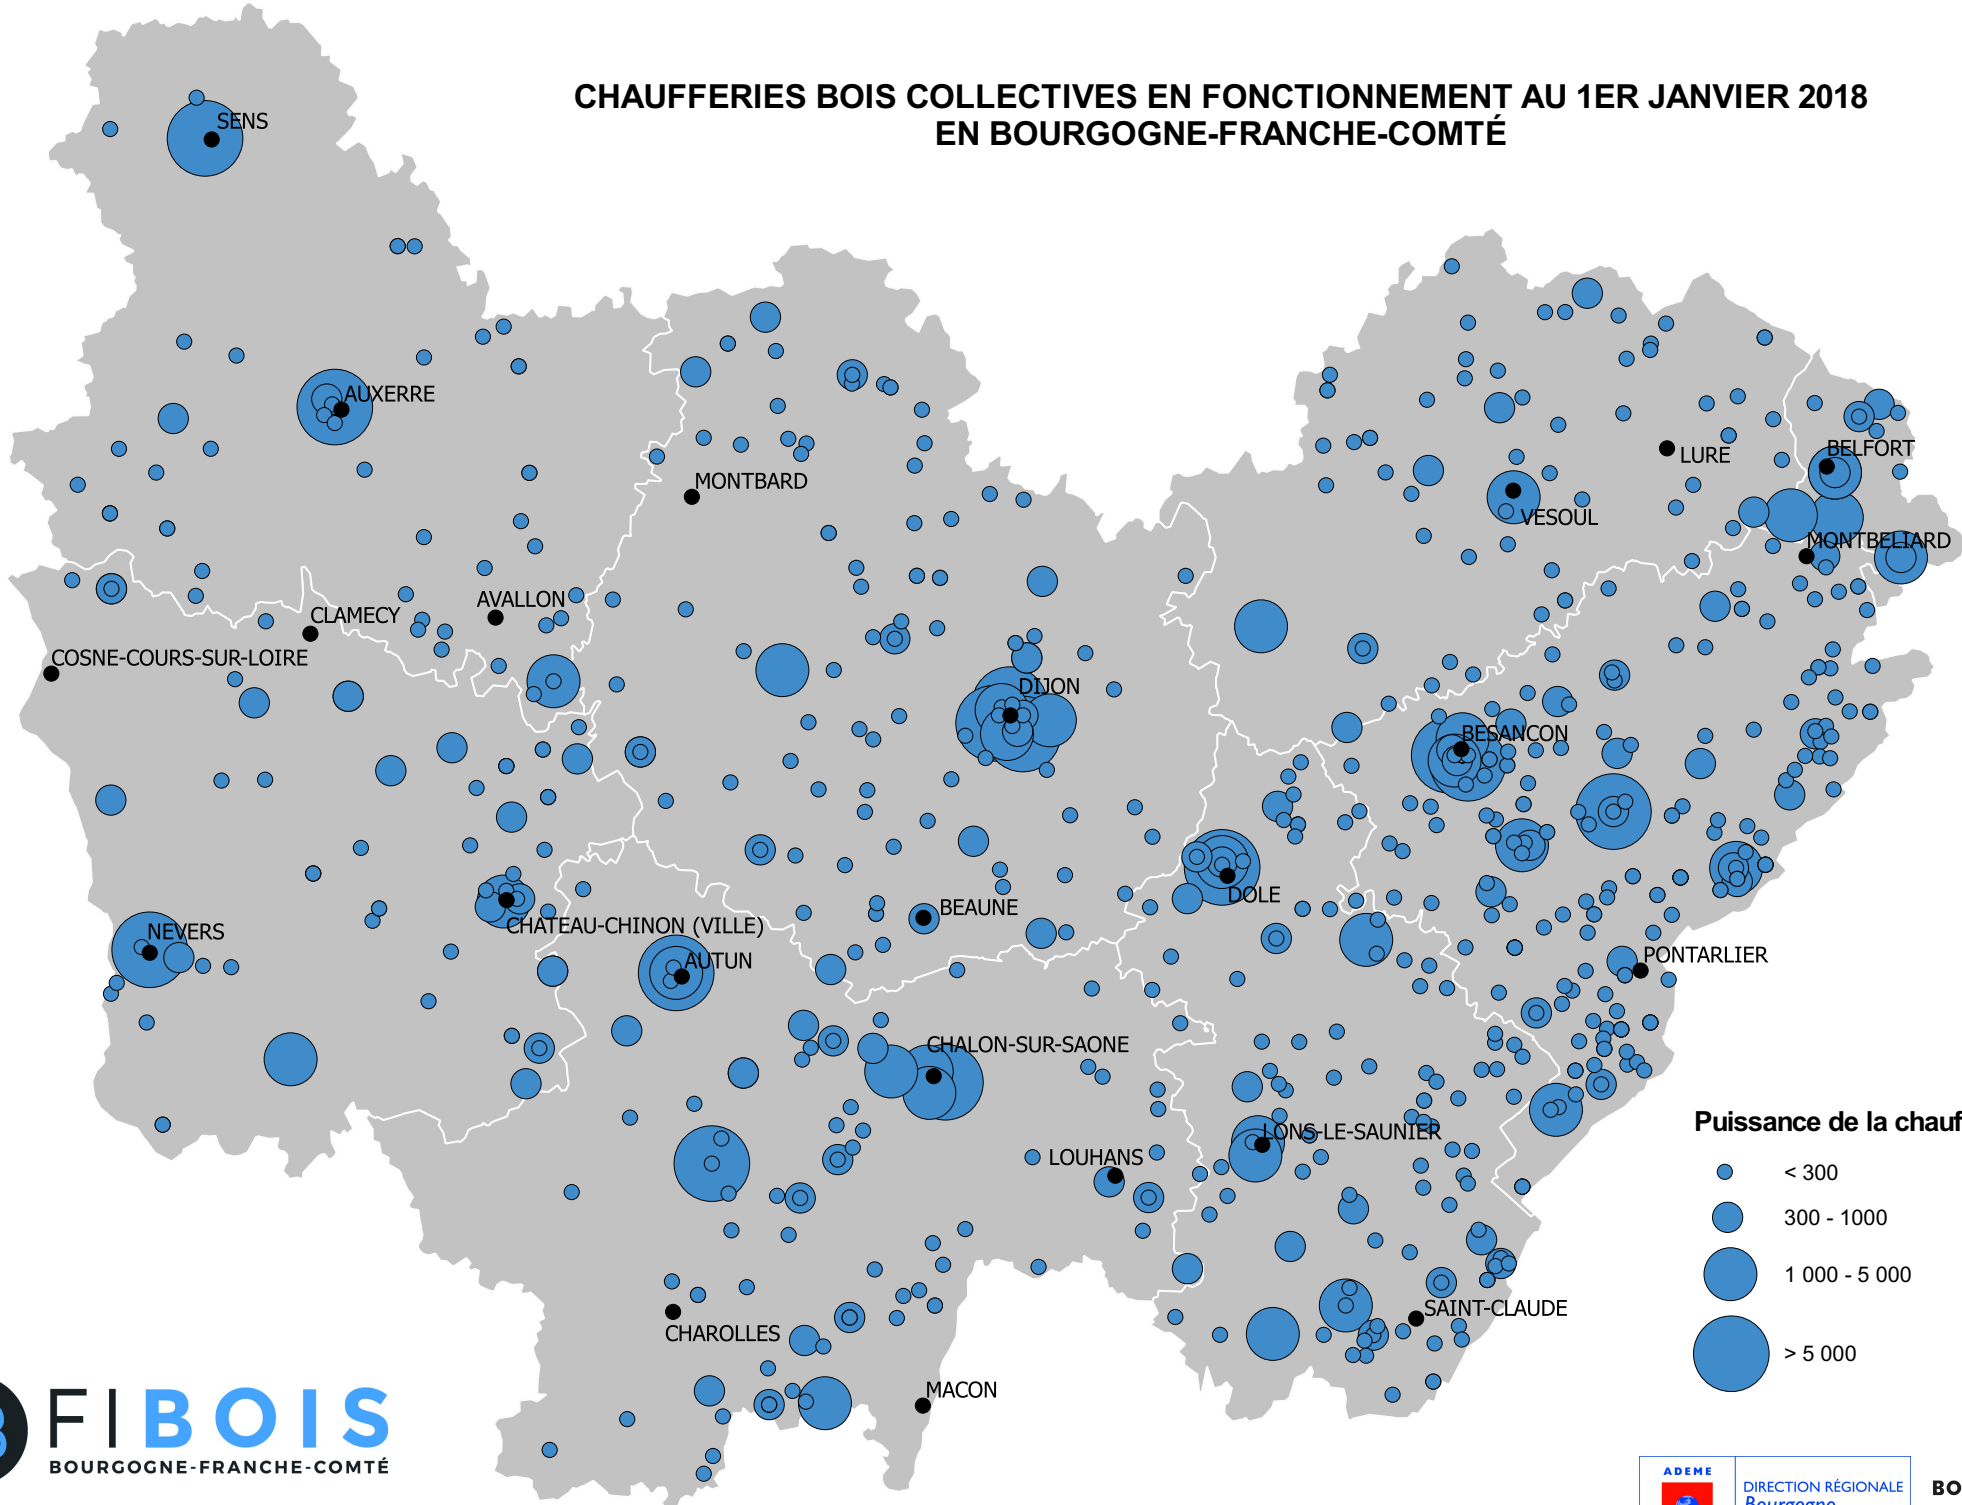 CHAUFFERIES BOIS COLLECTIVES EN FONCTIONNEMENT AU 1ER JANVIER 2018
EN BOURGOGNE-FRANCHE-COMTÉ
SENS
AUXERRE
MONTBARD
LURE
BELFORT
VESOUL
MONTBELIARD
AVALLON
CLAMECY
COSNE-COURS-SUR-LOIRE
DIJON
BESANCON
DOLE
BEAUNE
CHATEAU-CHINON (VILLE)
NEVERS
AUTUN
PONTARLIER
CHALON-SUR-SAONE
LONS-LE-SAUNIER
LOUHANS
SAINT-CLAUDE
CHAROLLES
MACON
Puissance de la chauf
< 300
300 - 1000
1 000 - 5 000
> 5 000
FIBOIS
BOURGOGNE-FRANCHE-COMTÉ
ADEME
DIRECTION RÉGIONALE
Bourgogne
BO